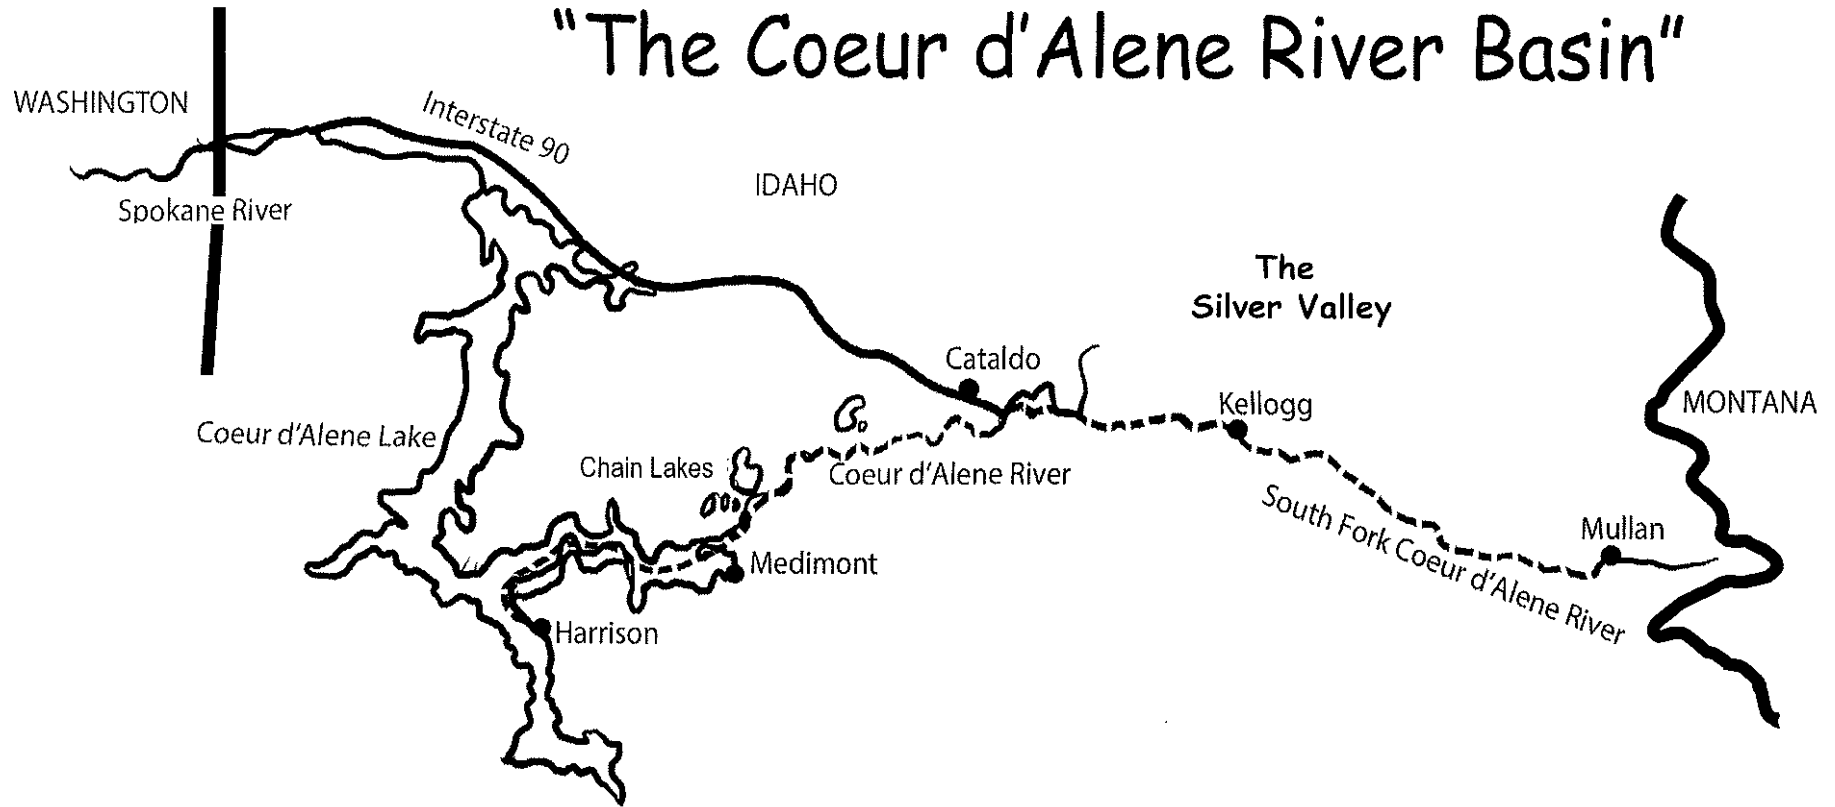 "The Coeur d'Alene River Basin"
WASHINGTON
Interstate 90
IDAHO
Spokane River
The
Silver Valley
Cataldo
MONTANA
Kellogg
Coeur d'Alene Lake
Chain Lakes
Coeur d'Alene River
South Fork Coeur d'Alene River
Mullan
Medimont
Harrison